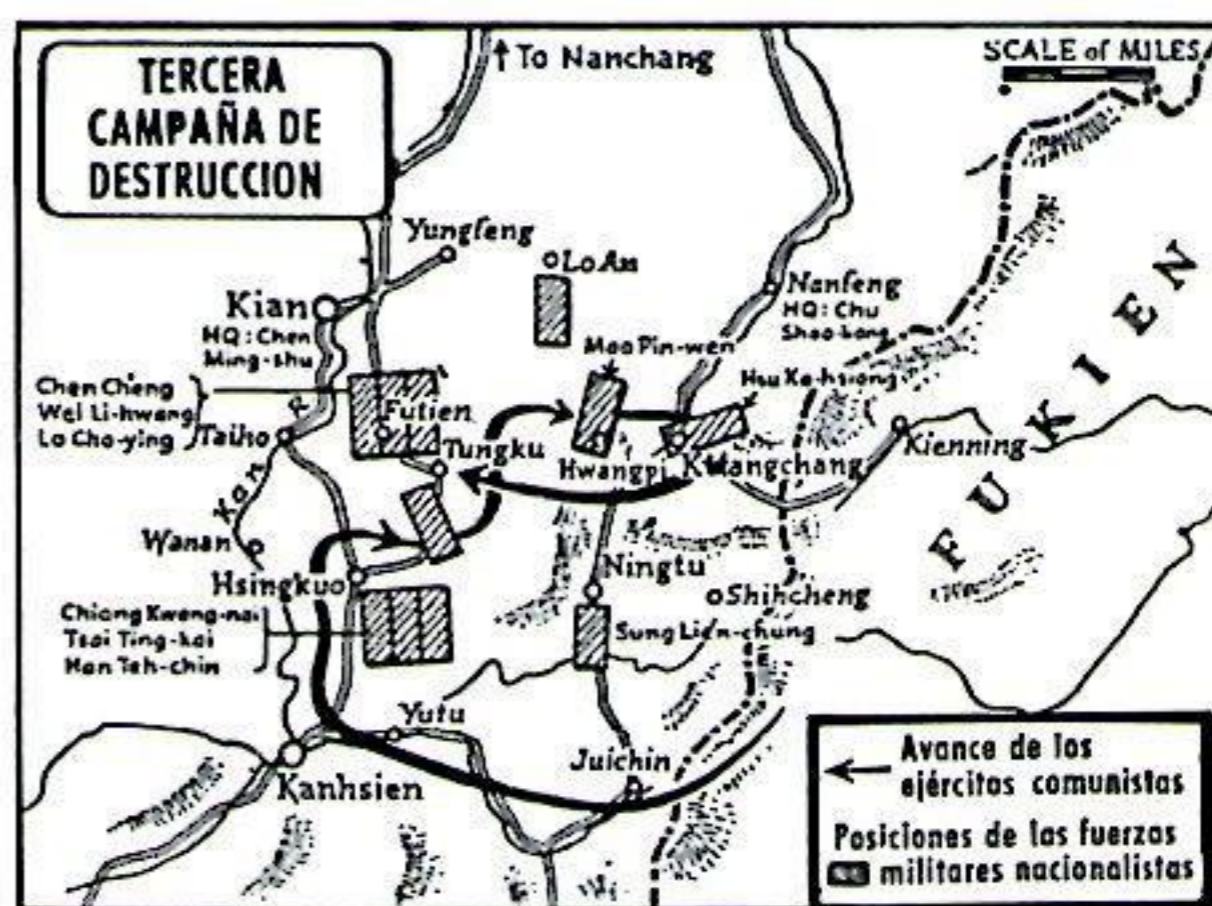 TERCERA
CAMPAÑA DE
DESTRUCCION
To Nanchang
SCALE of MILES
Yungfeng
Lo An
Kian
HQ: Chen
Ming-shu
Nanfeng
HQ: Chu
Shao-
Mao Pin-wen
Hsu Ke-hsiang
Chen Cheng
Wei Li-hwang
Lo Cho-ying
Taiho
Futien
Tungku
Hwangpi
Kwangchang
Kienning
FUKIEN
Kan R
Wanan
Hsingkuo
Ningtu
Shihcheng
Chiang Kwang-nai
Tsai Ting-kai
Han Teh-chin
Sung Lien-chung
Yutu
Juichin
Kanhsien
Avance de los
ejércitos comunistas
Posiciones de las fuerzas
militares nacionalistas